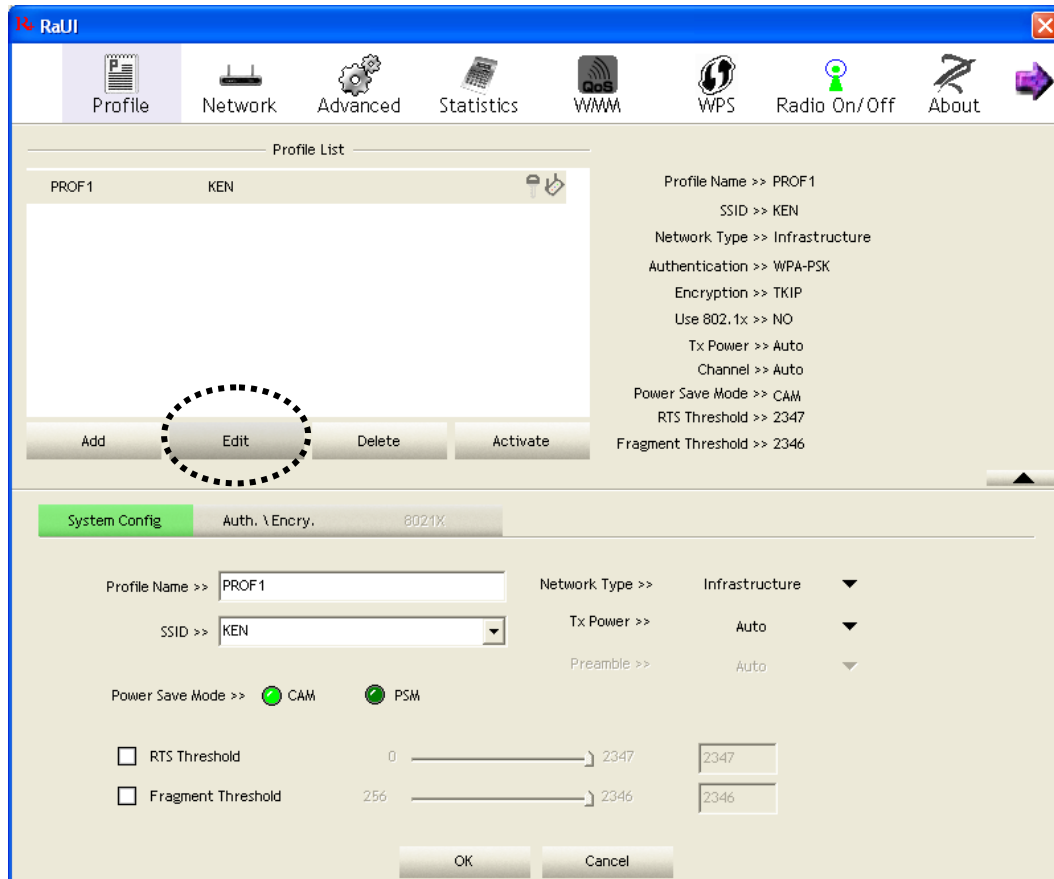 RaUI
Profile Network Advanced Statistics QoS WMM WPS Radio On/Off About
Profile List
PROF1 KEN
Profile Name >> PROF1
SSID >> KEN
Network Type >> Infrastructure
Authentication >> WPA-PSK
Encryption >> TKIP
Use 802.1x >> NO
Tx Power >> Auto
Channel >> Auto
Power Save Mode >> CAM
RTS Threshold >> 2347
Fragment Threshold >> 2346
Add Edit Delete Activate
System Config Auth. \ Encry. 8021X
Profile Name >> PROF1 Network Type >> Infrastructure
SSID >> KEN Tx Power >> Auto
Preamble >> Auto
Power Save Mode >> CAM PSM
RTS Threshold 0 2347 2347
Fragment Threshold 256 2346 2346
OK Cancel